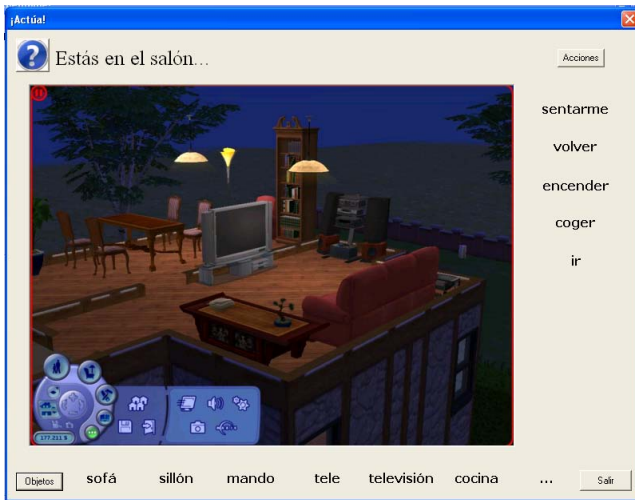 ¡Actúa!
Estás en el salón...
Acciones
sentarme
volver
encender
coger
ir
177.211 $
Objetos sofá sillón mando tele televisión cocina ... Salir